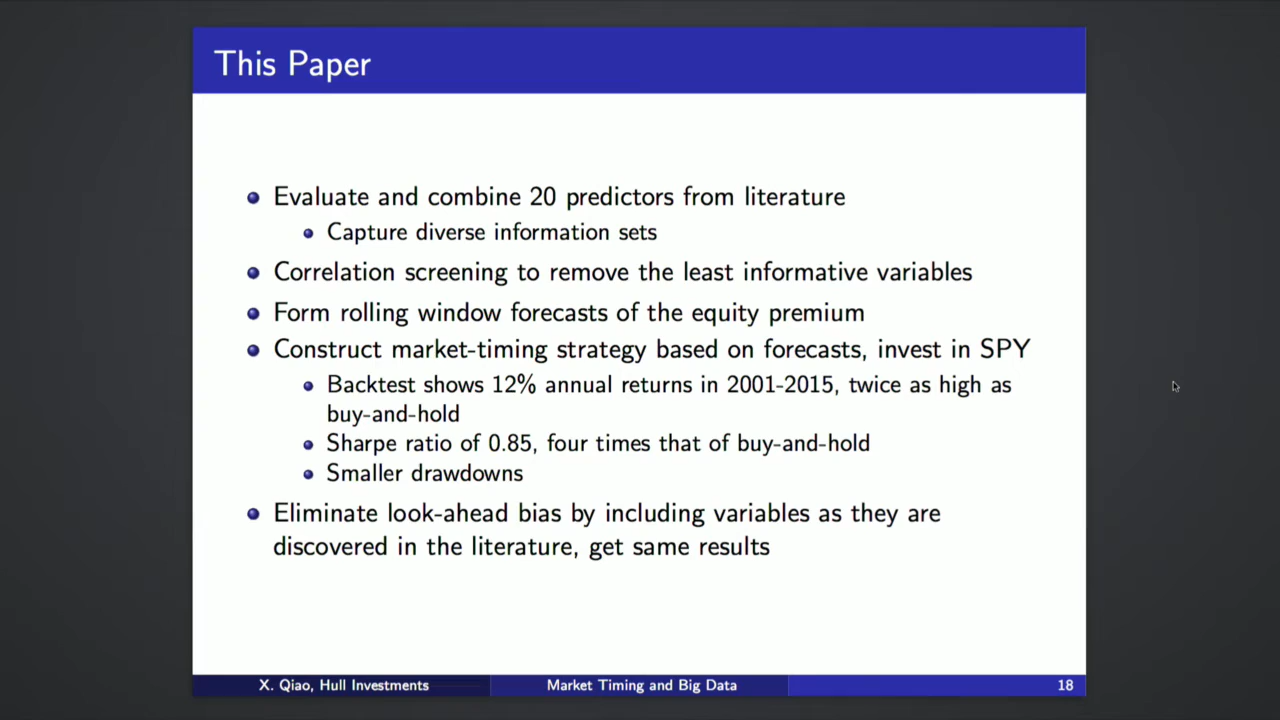 This Paper
Evaluate and combine 20 predictors from literature
Capture diverse information sets
Correlation screening to remove the least informative variables
Form rolling window forecasts of the equity premium
Construct market-timing strategy based on forecasts, invest in SPY
Backtest shows 12% annual returns in 2001-2015, twice as high as
buy-and-hold
Sharpe ratio of 0.85, four times that of buy-and-hold
Smaller drawdowns
Eliminate look-ahead bias by including variables as they are
discovered in the literature, get same results
X. Qiao, Hull Investments
Market Timing and Big Data
18